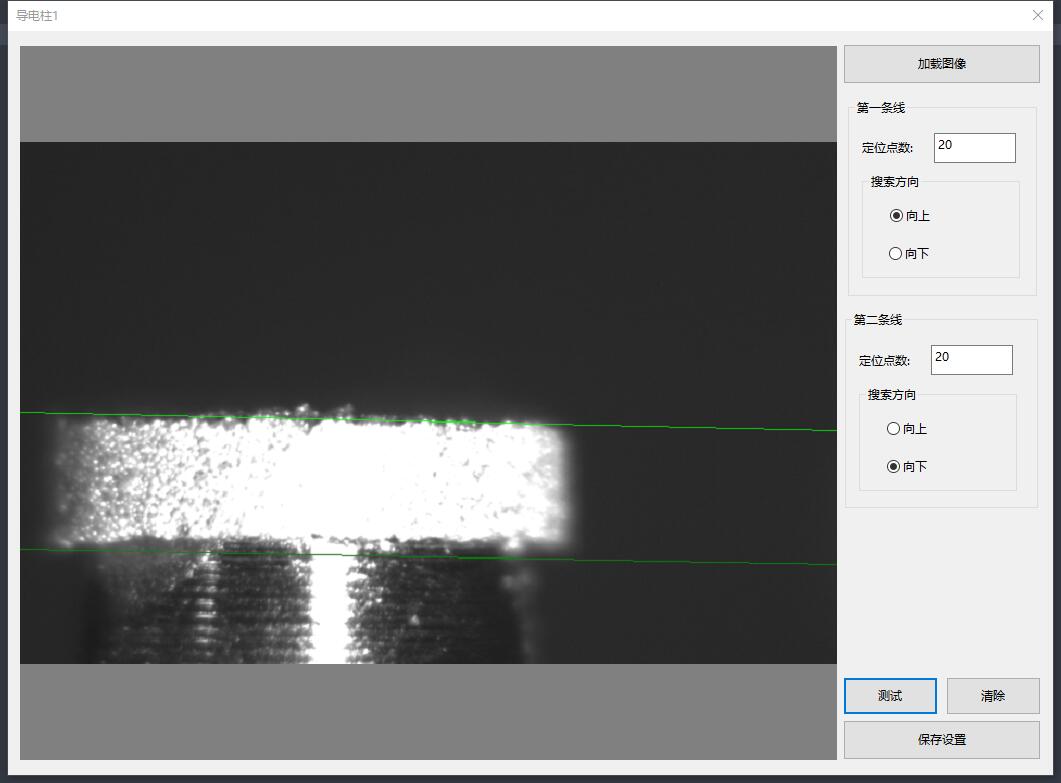 导电柱1
加载图像
第一条线
定位点数:
20
搜索方向
向上
向下
第二条线
定位点数:
20
搜索方向
向上
向下
测试
清除
保存设置